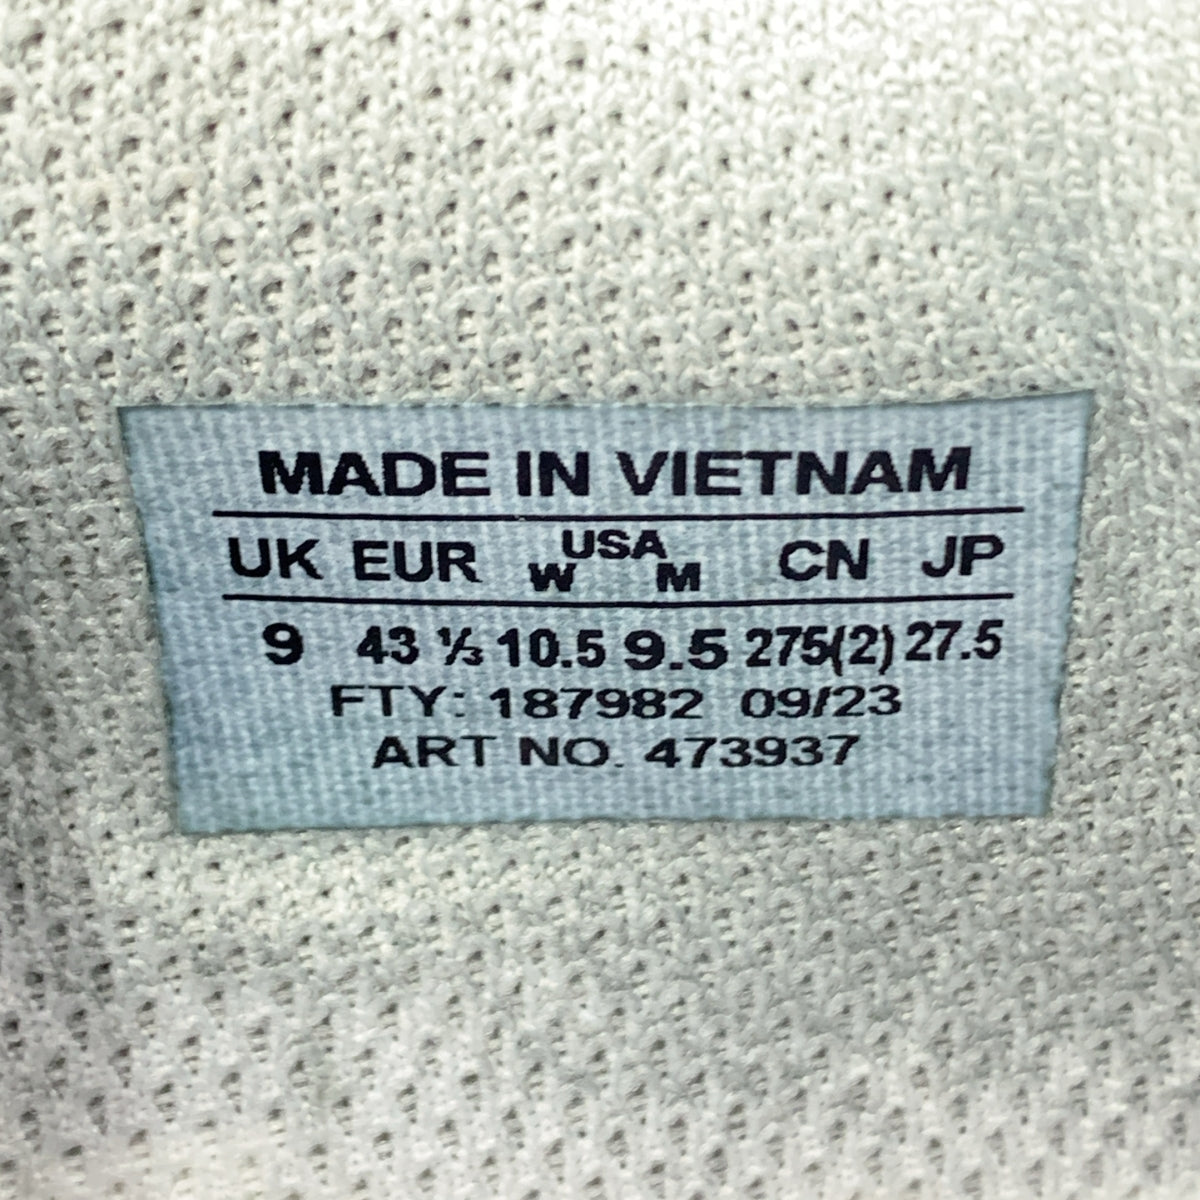 MADE IN VIETNAM
UK EUR USA W M CN JP
9 43 ⅓ 10.5 9.5 275(2) 27.5
FTY: 187982 09/23
ART NO. 473937